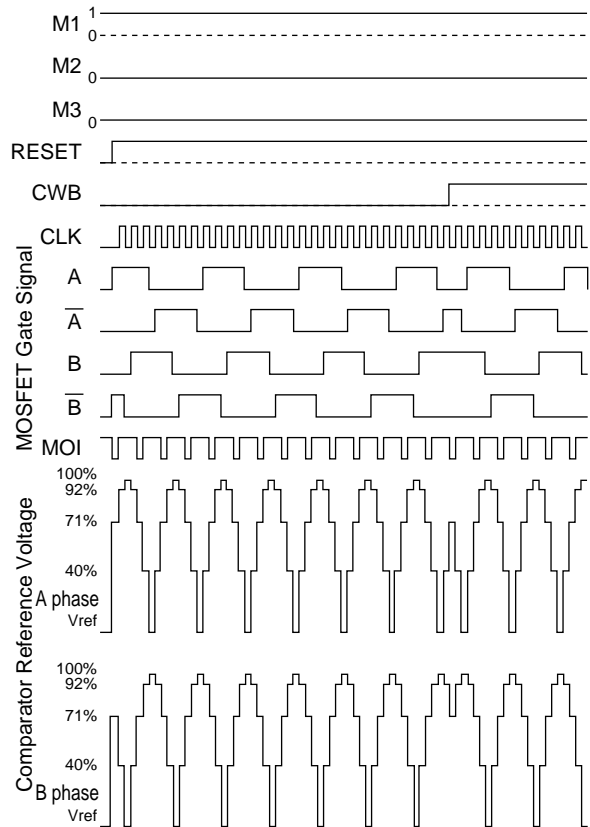 M1 1
0
M2 0
M3 0
RESET
CWB
CLK
MOSFET Gate Signal
A
A̅
B
B̅
MOI
Comparator Reference Voltage
100%
92%
71%
40%
A phase
Vref
100%
92%
71%
40%
B phase
Vref